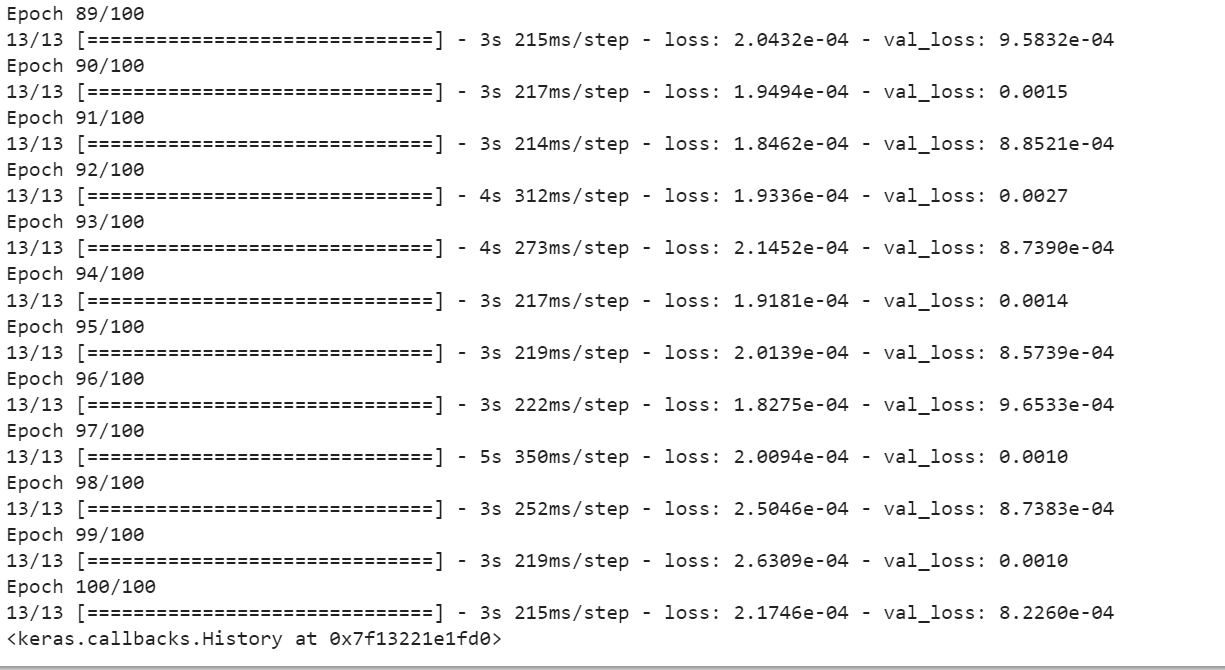 Epoch 89/100
13/13 [==============================] - 3s 215ms/step - loss: 2.0432e-04 - val_loss: 9.5832e-04
Epoch 90/100
13/13 [==============================] - 3s 217ms/step - loss: 1.9494e-04 - val_loss: 0.0015
Epoch 91/100
13/13 [==============================] - 3s 214ms/step - loss: 1.8462e-04 - val_loss: 8.8521e-04
Epoch 92/100
13/13 [==============================] - 4s 312ms/step - loss: 1.9336e-04 - val_loss: 0.0027
Epoch 93/100
13/13 [==============================] - 4s 273ms/step - loss: 2.1452e-04 - val_loss: 8.7390e-04
Epoch 94/100
13/13 [==============================] - 3s 217ms/step - loss: 1.9181e-04 - val_loss: 0.0014
Epoch 95/100
13/13 [==============================] - 3s 219ms/step - loss: 2.0139e-04 - val_loss: 8.5739e-04
Epoch 96/100
13/13 [==============================] - 3s 222ms/step - loss: 1.8275e-04 - val_loss: 9.6533e-04
Epoch 97/100
13/13 [==============================] - 5s 350ms/step - loss: 2.0094e-04 - val_loss: 0.0010
Epoch 98/100
13/13 [==============================] - 3s 252ms/step - loss: 2.5046e-04 - val_loss: 8.7383e-04
Epoch 99/100
13/13 [==============================] - 3s 219ms/step - loss: 2.6309e-04 - val_loss: 0.0010
Epoch 100/100
13/13 [==============================] - 3s 215ms/step - loss: 2.1746e-04 - val_loss: 8.2260e-04
<keras.callbacks.History at 0x7f13221e1fd0>